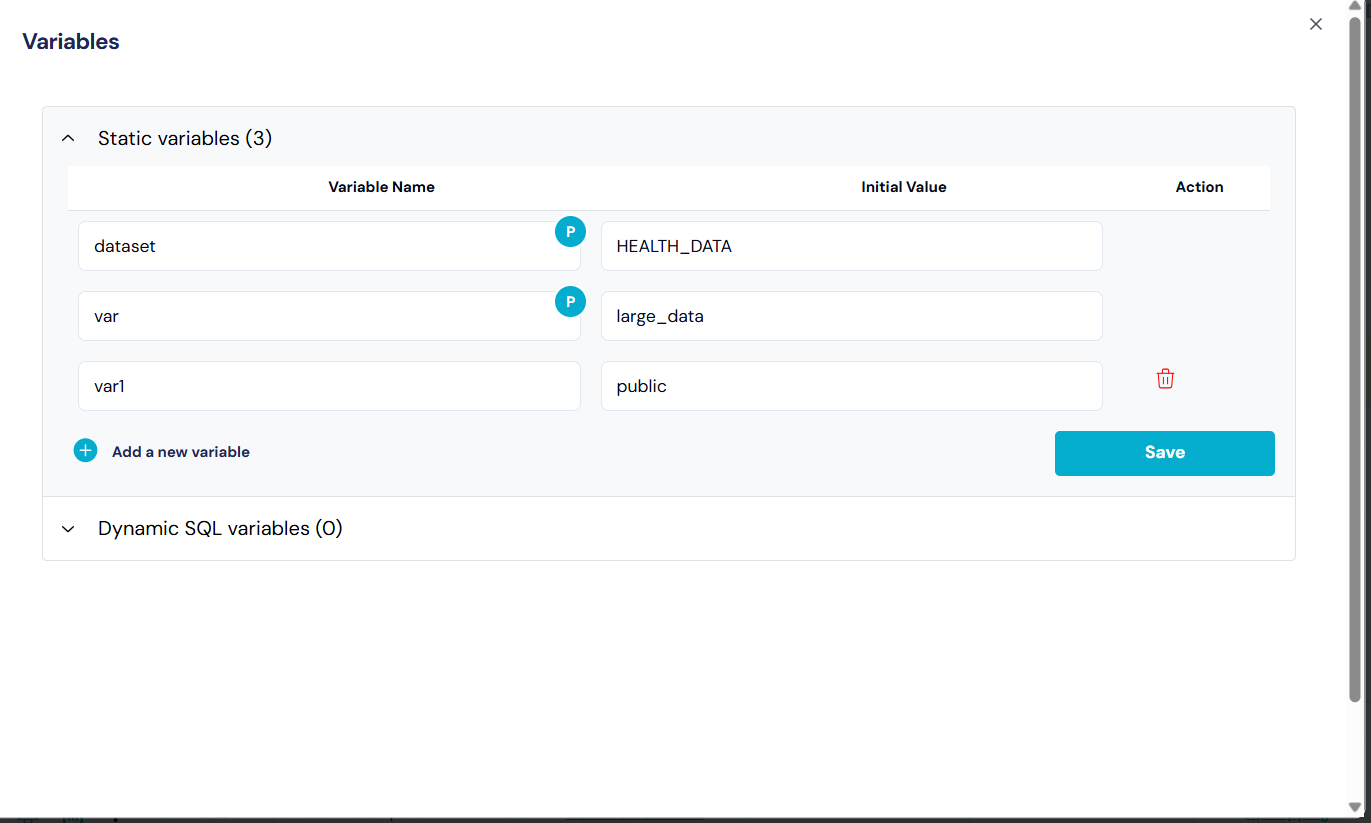 Variables
Static variables (3)
Variable Name Initial Value Action
dataset P HEALTH_DATA
var P large_data
var1 public
Add a new variable Save
Dynamic SQL variables (0)